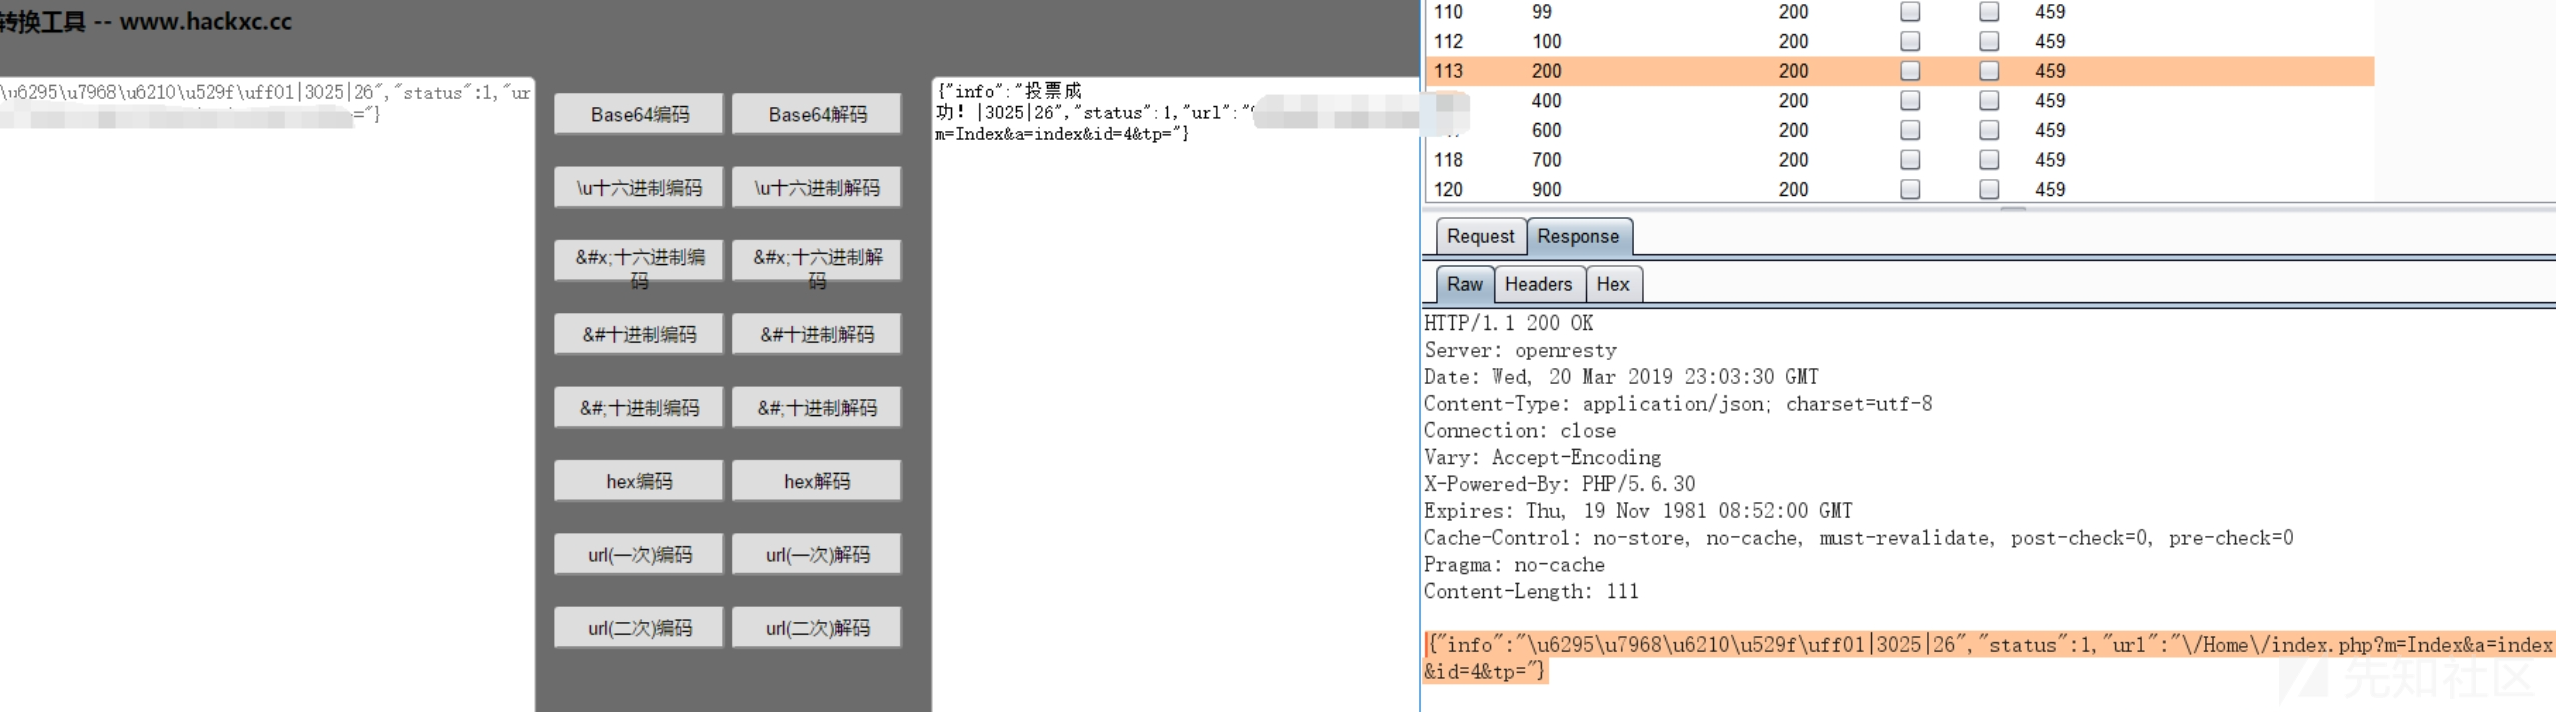 转换工具 -- www.hackxc.cc
\u6295\u7968\u6210\u529f\uff01|3025|26","status":1,"ur
="}
Base64编码 Base64解码
\u十六进制编码 \u十六进制解码
&#x;十六进制编码 &#x;十六进制解码
&#十进制编码 &#十进制解码
&#;十进制编码 &#;十进制解码
hex编码 hex解码
url(一次)编码 url(一次)解码
url(二次)编码 url(二次)解码
{"info":"投票成
功! |3025|26","status":1,"url":"
m=Index&a=index&id=4&tp="}
110 99 200 459
112 100 200 459
113 200 200 459
400 200 459
600 200 459
118 700 200 459
120 900 200 459
Request Response
Raw Headers Hex
HTTP/1.1 200 OK
Server: openresty
Date: Wed, 20 Mar 2019 23:03:30 GMT
Content-Type: application/json; charset=utf-8
Connection: close
Vary: Accept-Encoding
X-Powered-By: PHP/5.6.30
Expires: Thu, 19 Nov 1981 08:52:00 GMT
Cache-Control: no-store, no-cache, must-revalidate, post-check=0, pre-check=0
Pragma: no-cache
Content-Length: 111
{"info":"\u6295\u7968\u6210\u529f\uff01|3025|26","status":1,"url":"\/Home\/index.php?m=Index&a=index
&id=4&tp="}
先知社区